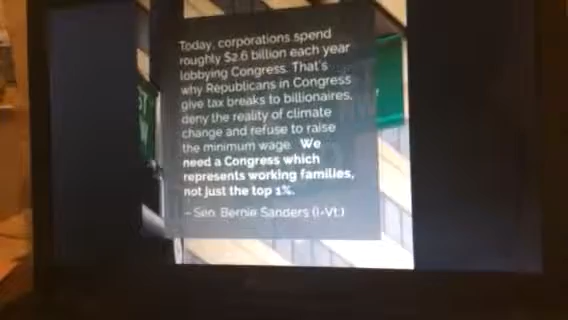 Today, corporations spend
roughly $2.6 billion each year
lobbying Congress. That's
why Republicans in Congress
give tax breaks to billionaires,
deny the reality of climate
change and refuse to raise
the minimum wage. We
need a Congress which
represents working families,
not just the top 1%.
– Sen. Bernie Sanders (I-Vt.)
ST
W